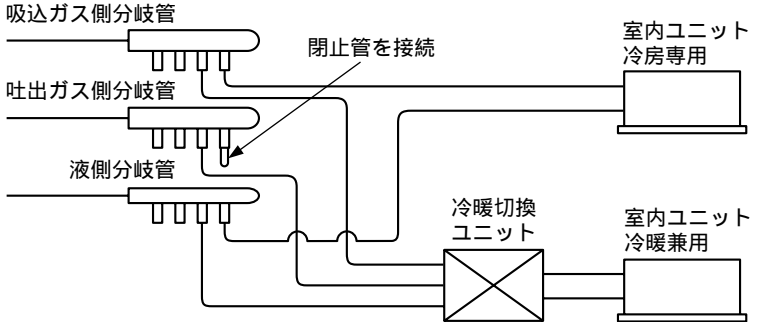 吸込ガス側分岐管
閉止管を接続
吐出ガス側分岐管
液側分岐管
室内ユニット
冷房専用
冷暖切換
ユニット
室内ユニット
冷暖兼用